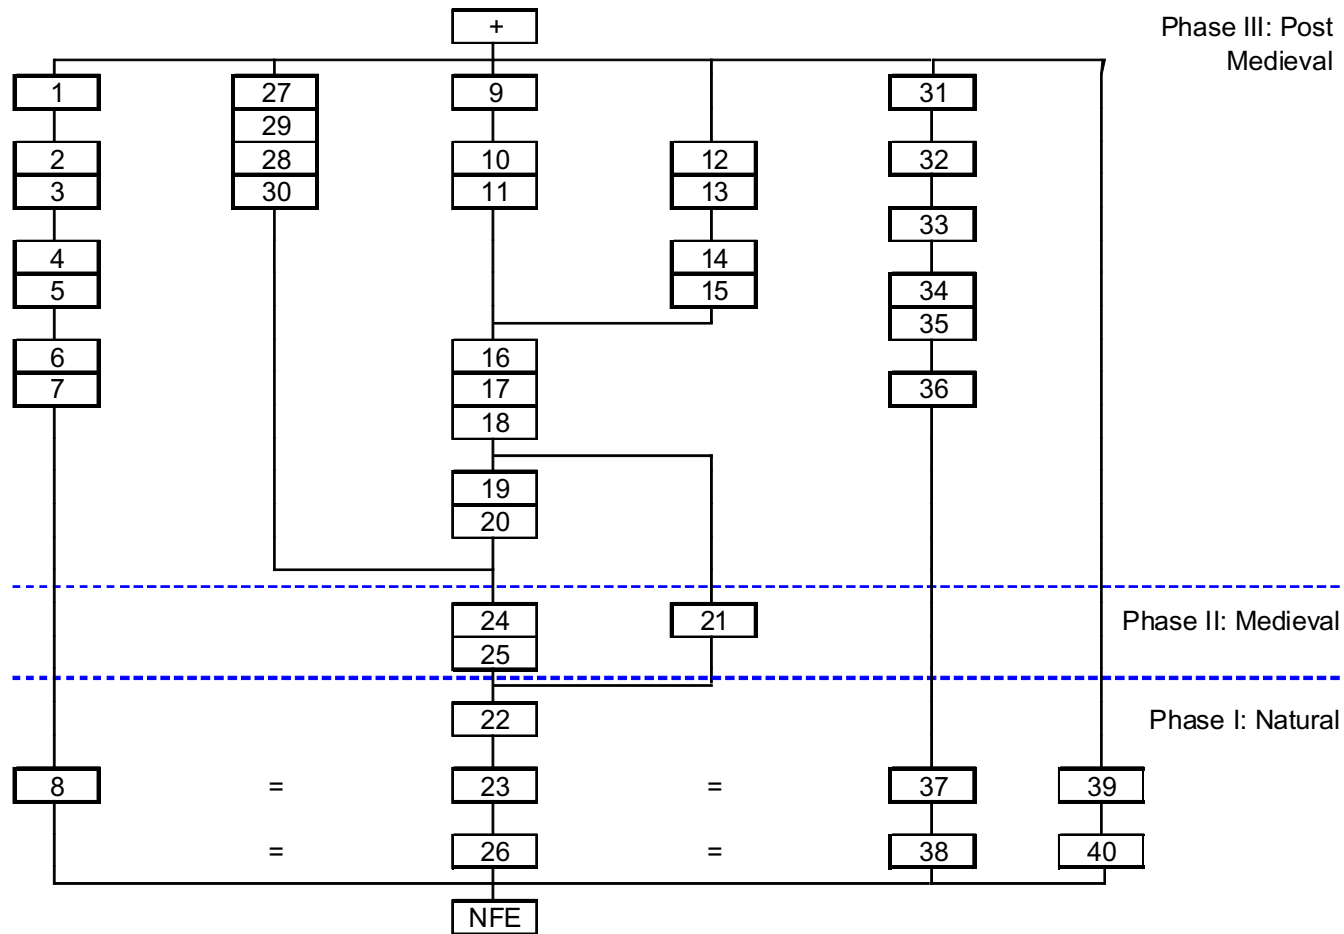 +
Phase III: Post
Medieval
1 27 9 31
29
2 28 10 12 32
3 30 11 13
33
4 14
5 15 34
35
6 16
7 17 36
18
19
20
24 21 Phase II: Medieval
25
22 Phase I: Natural
8 = 23 = 37 39
= 26 = 38 40
NFE